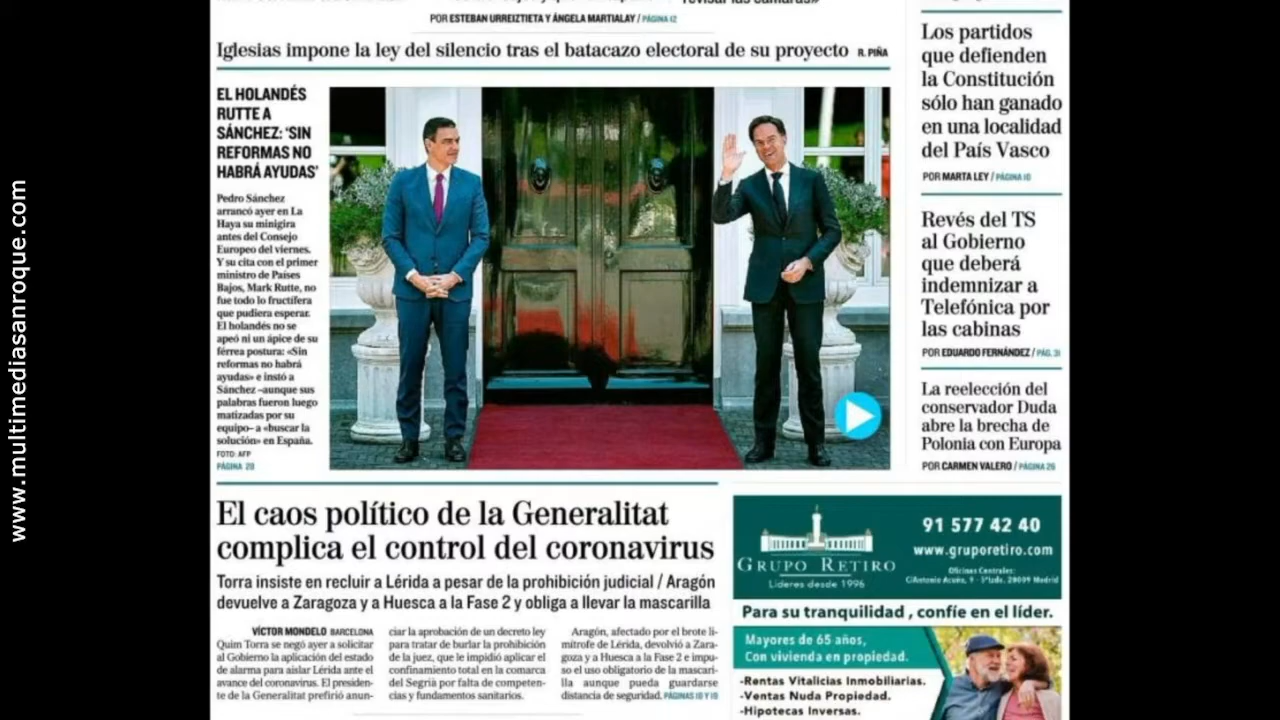 www.multimediasanroque.com
POR ESTEBAN URREIZTIETA Y ÁNGELA MARTIALAY / PÁGINA 12
revisar las cámaras»
Iglesias impone la ley del silencio tras el batacazo electoral de su proyecto R. PIÑA
EL HOLANDÉS
RUTTE A
SÁNCHEZ: ‘SIN
REFORMAS NO
HABRÁ AYUDAS’
Pedro Sánchez
arrancó ayer en La
Haya su minigira
antes del Consejo
Europeo del viernes.
Y su cita con el primer
ministro de Países
Bajos, Mark Rutte, no
fue todo lo fructífera
que pudiera esperar.
El holandés no se
apeó ni un ápice de su
férrea postura: «Sin
reformas no habrá
ayudas» e instó a
Sánchez –aunque sus
palabras fueron luego
matizadas por su
equipo– a «buscar la
solución» en España.
FOTO: AFP
PÁGINA 20
Los partidos
que defienden
la Constitución
sólo han ganado
en una localidad
del País Vasco
POR MARTA LEY / PÁGINA 10
Revés del TS
al Gobierno
que deberá
indemnizar a
Telefónica por
las cabinas
POR EDUARDO FERNÁNDEZ / PÁG. 31
La reelección del
conservador Duda
abre la brecha de
Polonia con Europa
POR CARMEN VALERO / PÁGINA 26
El caos político de la Generalitat
complica el control del coronavirus
Torra insiste en recluir a Lérida a pesar de la prohibición judicial / Aragón
devuelve a Zaragoza y a Huesca a la Fase 2 y obliga a llevar la mascarilla
VÍCTOR MONDELO BARCELONA
Quim Torra se negó ayer a solicitar
al Gobierno la aplicación del estado
de alarma para aislar Lérida ante el
avance del coronavirus. El presiden-
te de la Generalitat prefirió anun-
ciar la aprobación de un decreto ley
para tratar de burlar la prohibición
de la juez, que le impidió aplicar el
confinamiento total en la comarca
del Segrià por falta de competen-
cias y fundamentos sanitarios.
Aragón, afectado por el brote li-
mítrofe de Lérida, devolvió a Zara-
goza y a Huesca a la Fase 2 e impu-
so el uso obligatorio de la mascari-
lla aunque pueda guardarse
distancia de seguridad. PÁGINAS 18 Y 19
GRUPO RETIRO
Líderes desde 1996
91 577 42 40
www.gruporetiro.com
Oficinas Centrales:
C/Antonio Acuña, 9 - 5ºIzda. 28009 Madrid
Para su tranquilidad , confíe en el líder.
Mayores de 65 años,
Con vivienda en propiedad.
-Rentas Vitalicias Inmobiliarias.
-Ventas Nuda Propiedad.
-Hipotecas Inversas.